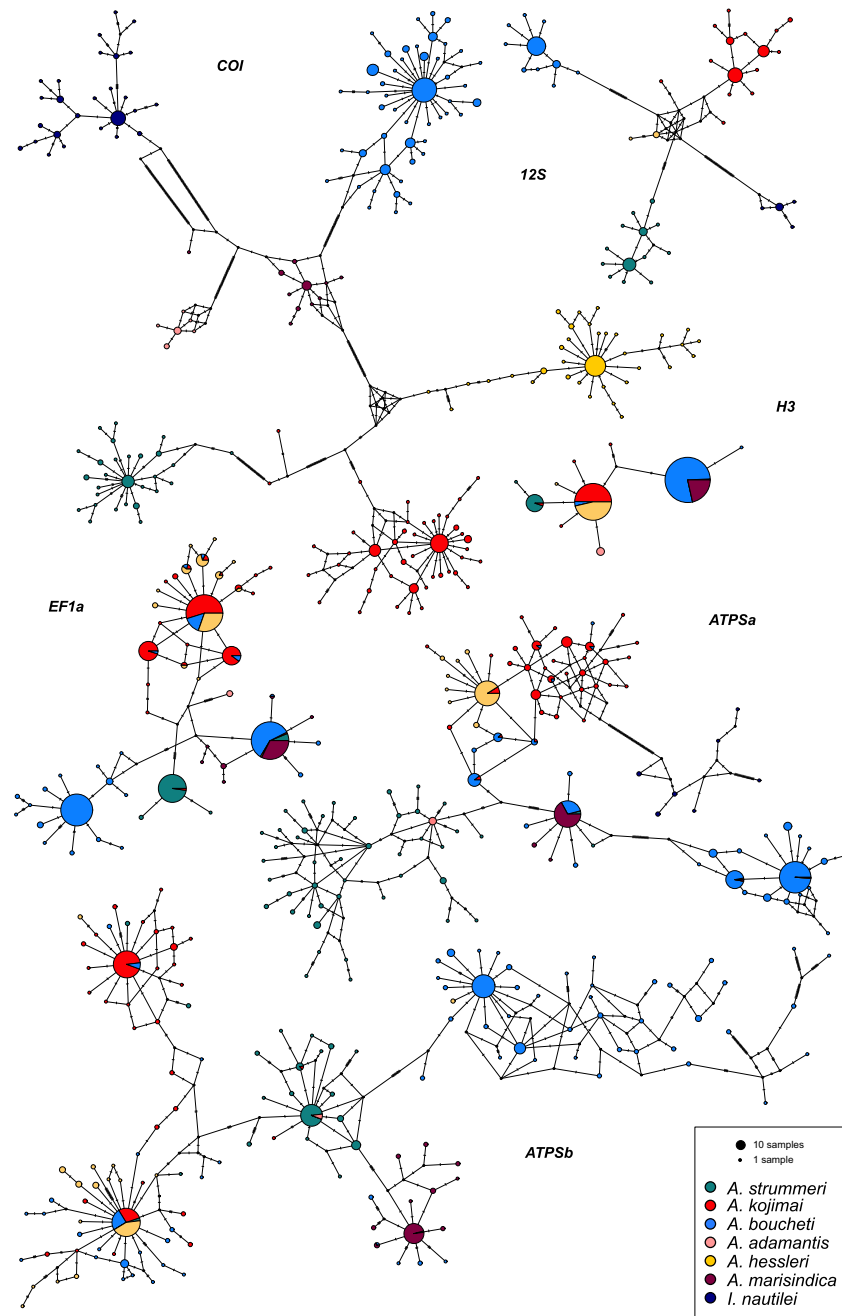 COI
12S
H3
EF1a
ATPSa
ATPSb
10 samples
1 sample
A. strummeri
A. kojimai
A. boucheti
A. adamantis
A. hessleri
A. marisindica
I. nautilei